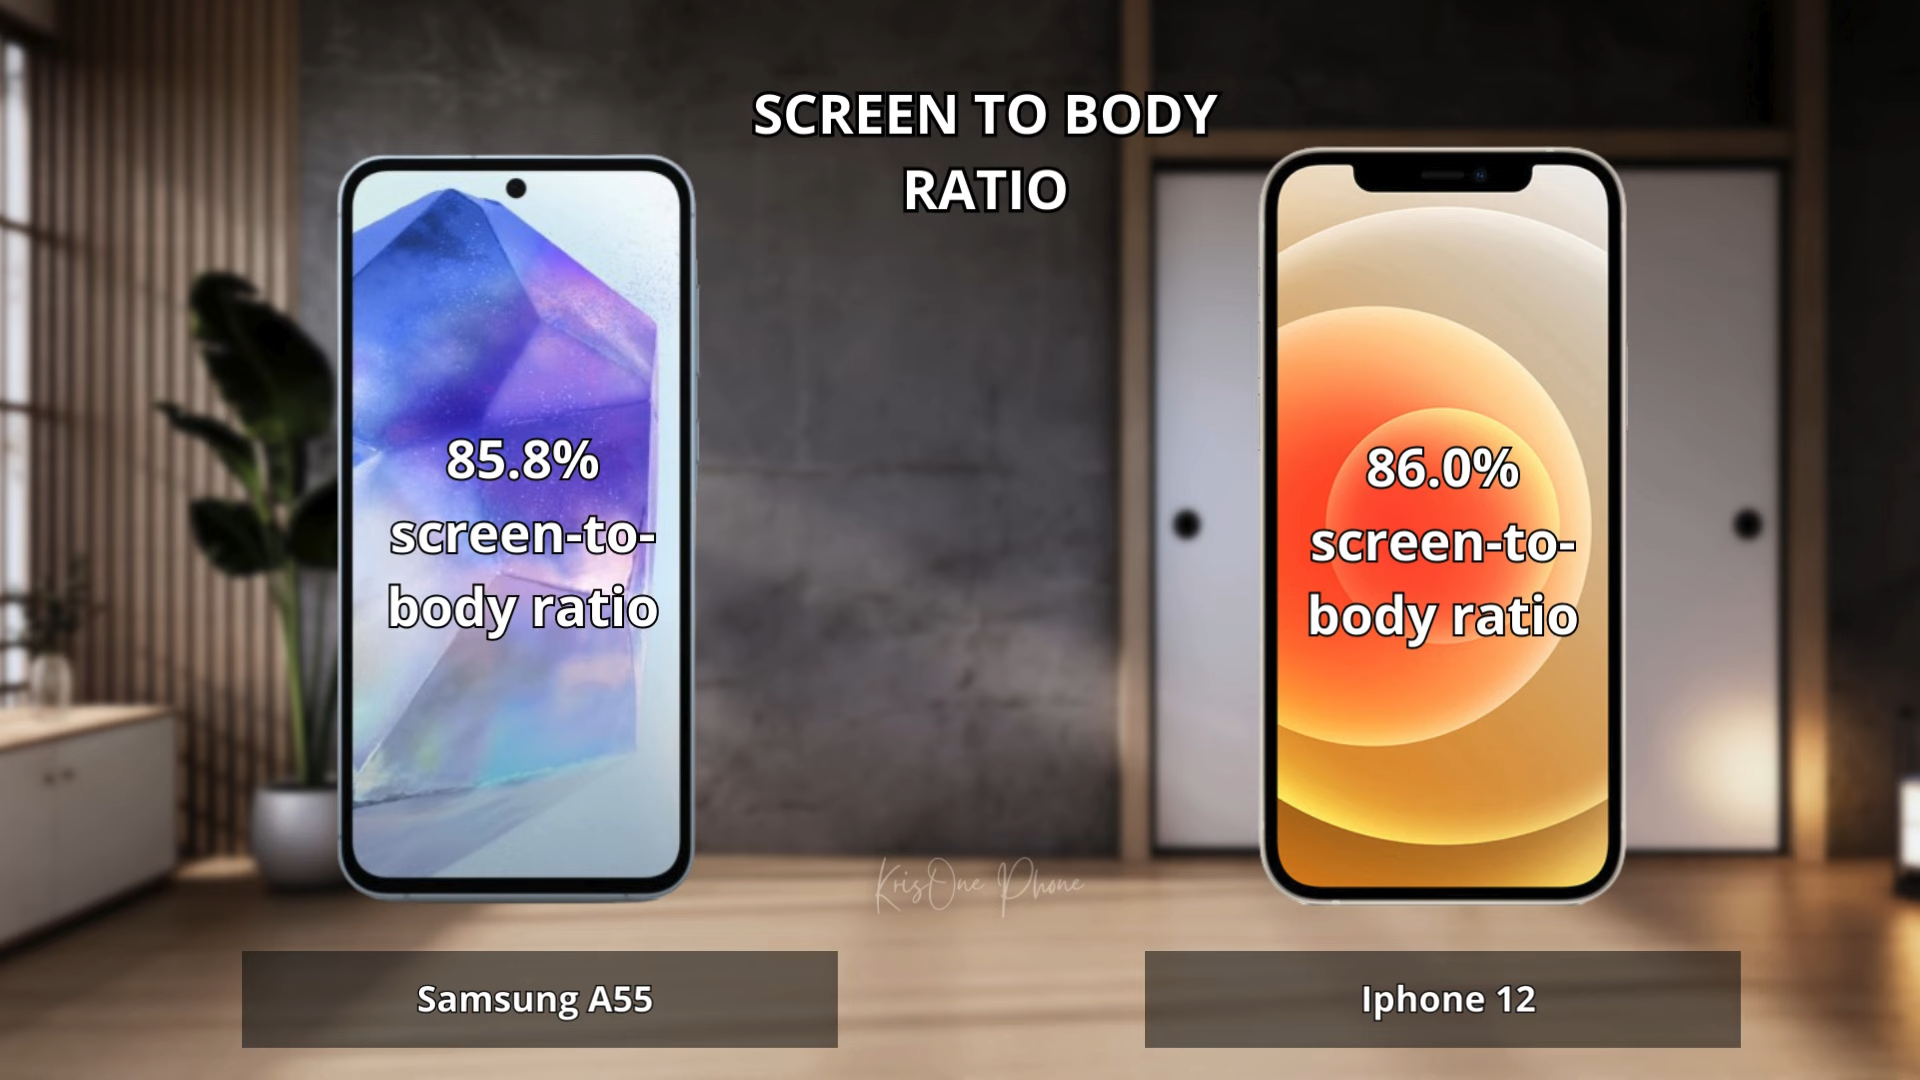 SCREEN TO BODY
RATIO
85.8%
screen-to-
body ratio
86.0%
screen-to-
body ratio
KrisOne Phone
Samsung A55
Iphone 12